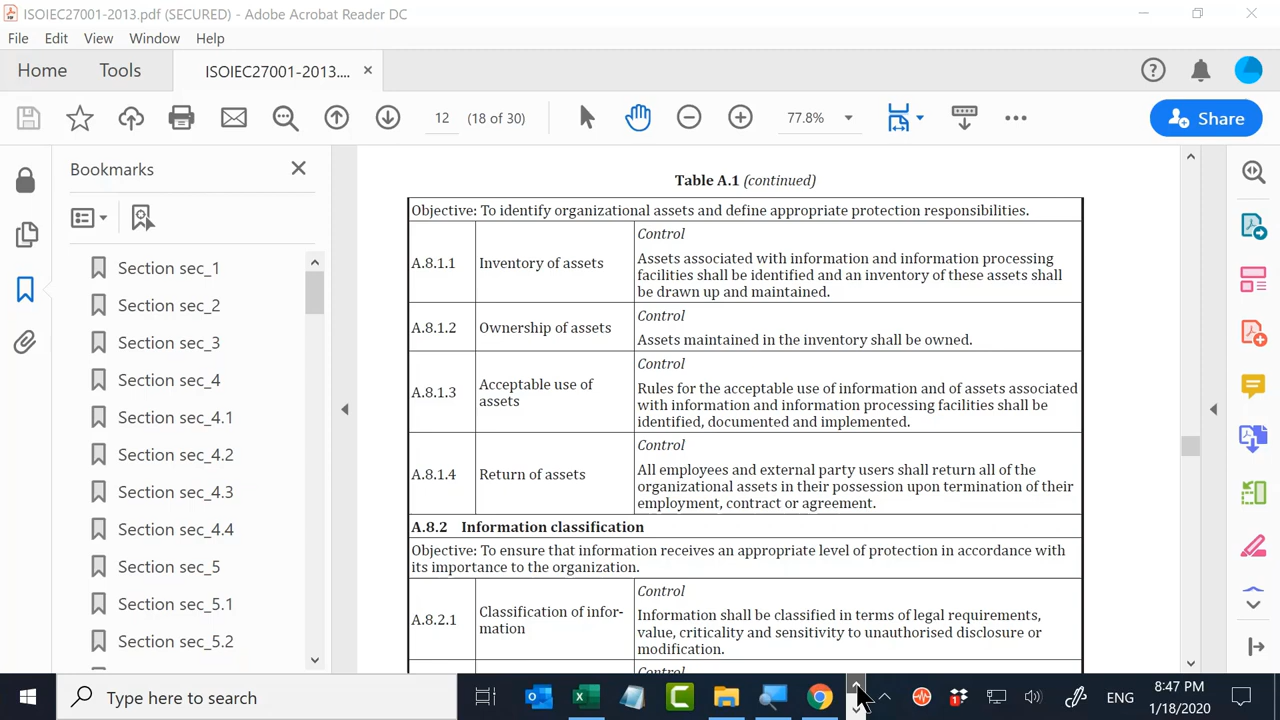 ISOIEC27001-2013.pdf (SECURED) - Adobe Acrobat Reader DC
File Edit View Window Help
Home Tools ISOIEC27001-2013.... ×
12 (18 of 30) 77.8% Share
Bookmarks
Section sec_1
Section sec_2
Section sec_3
Section sec_4
Section sec_4.1
Section sec_4.2
Section sec_4.3
Section sec_4.4
Section sec_5
Section sec_5.1
Section sec_5.2
Table A.1 (continued)
Objective: To identify organizational assets and define appropriate protection responsibilities.
A.8.1.1 Inventory of assets
Control
Assets associated with information and information processing
facilities shall be identified and an inventory of these assets shall
be drawn up and maintained.
A.8.1.2 Ownership of assets
Control
Assets maintained in the inventory shall be owned.
A.8.1.3 Acceptable use of
assets
Control
Rules for the acceptable use of information and of assets associated
with information and information processing facilities shall be
identified, documented and implemented.
A.8.1.4 Return of assets
Control
All employees and external party users shall return all of the
organizational assets in their possession upon termination of their
employment, contract or agreement.
A.8.2 Information classification
Objective: To ensure that information receives an appropriate level of protection in accordance with
its importance to the organization.
A.8.2.1 Classification of infor-
mation
Control
Information shall be classified in terms of legal requirements,
value, criticality and sensitivity to unauthorised disclosure or
modification.
Control
Type here to search
ENG
8:47 PM
1/18/2020